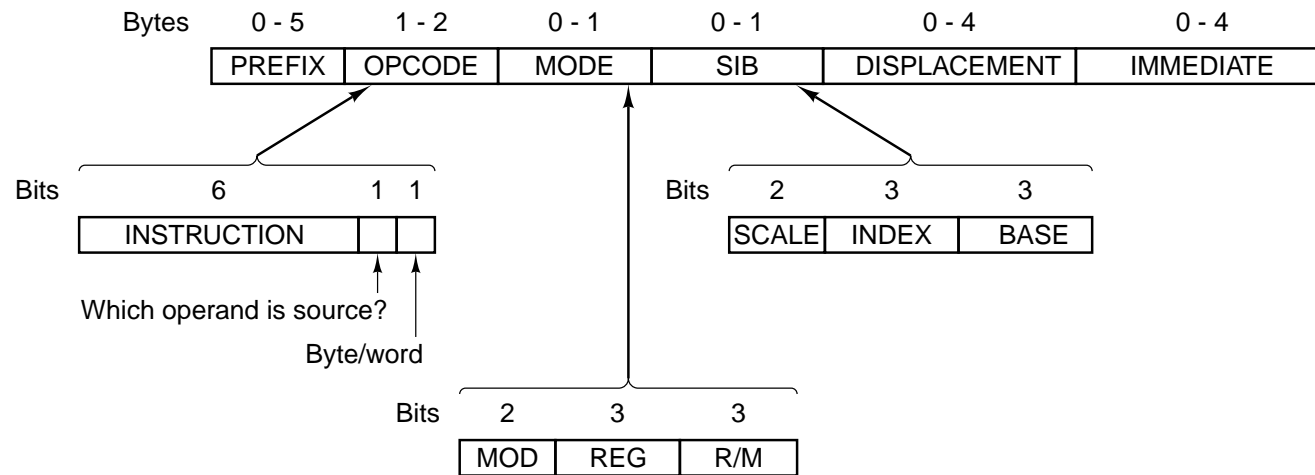 Bytes 0 - 5 1 - 2 0 - 1 0 - 1 0 - 4 0 - 4
PREFIX OPCODE MODE SIB DISPLACEMENT IMMEDIATE
Bits 6 1 1
INSTRUCTION
Which operand is source?
Byte/word
Bits 2 3 3
SCALE INDEX BASE
Bits 2 3 3
MOD REG R/M